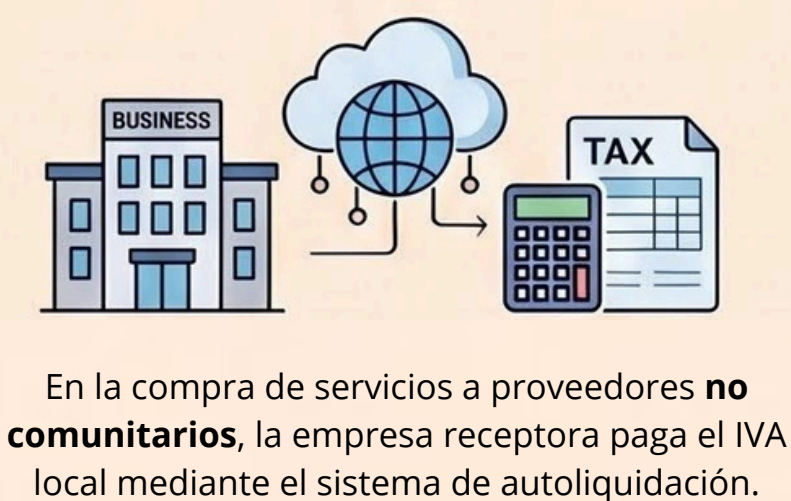 BUSINESS
TAX
En la compra de servicios a proveedores no
comunitarios, la empresa receptora paga el IVA
local mediante el sistema de autoliquidación.